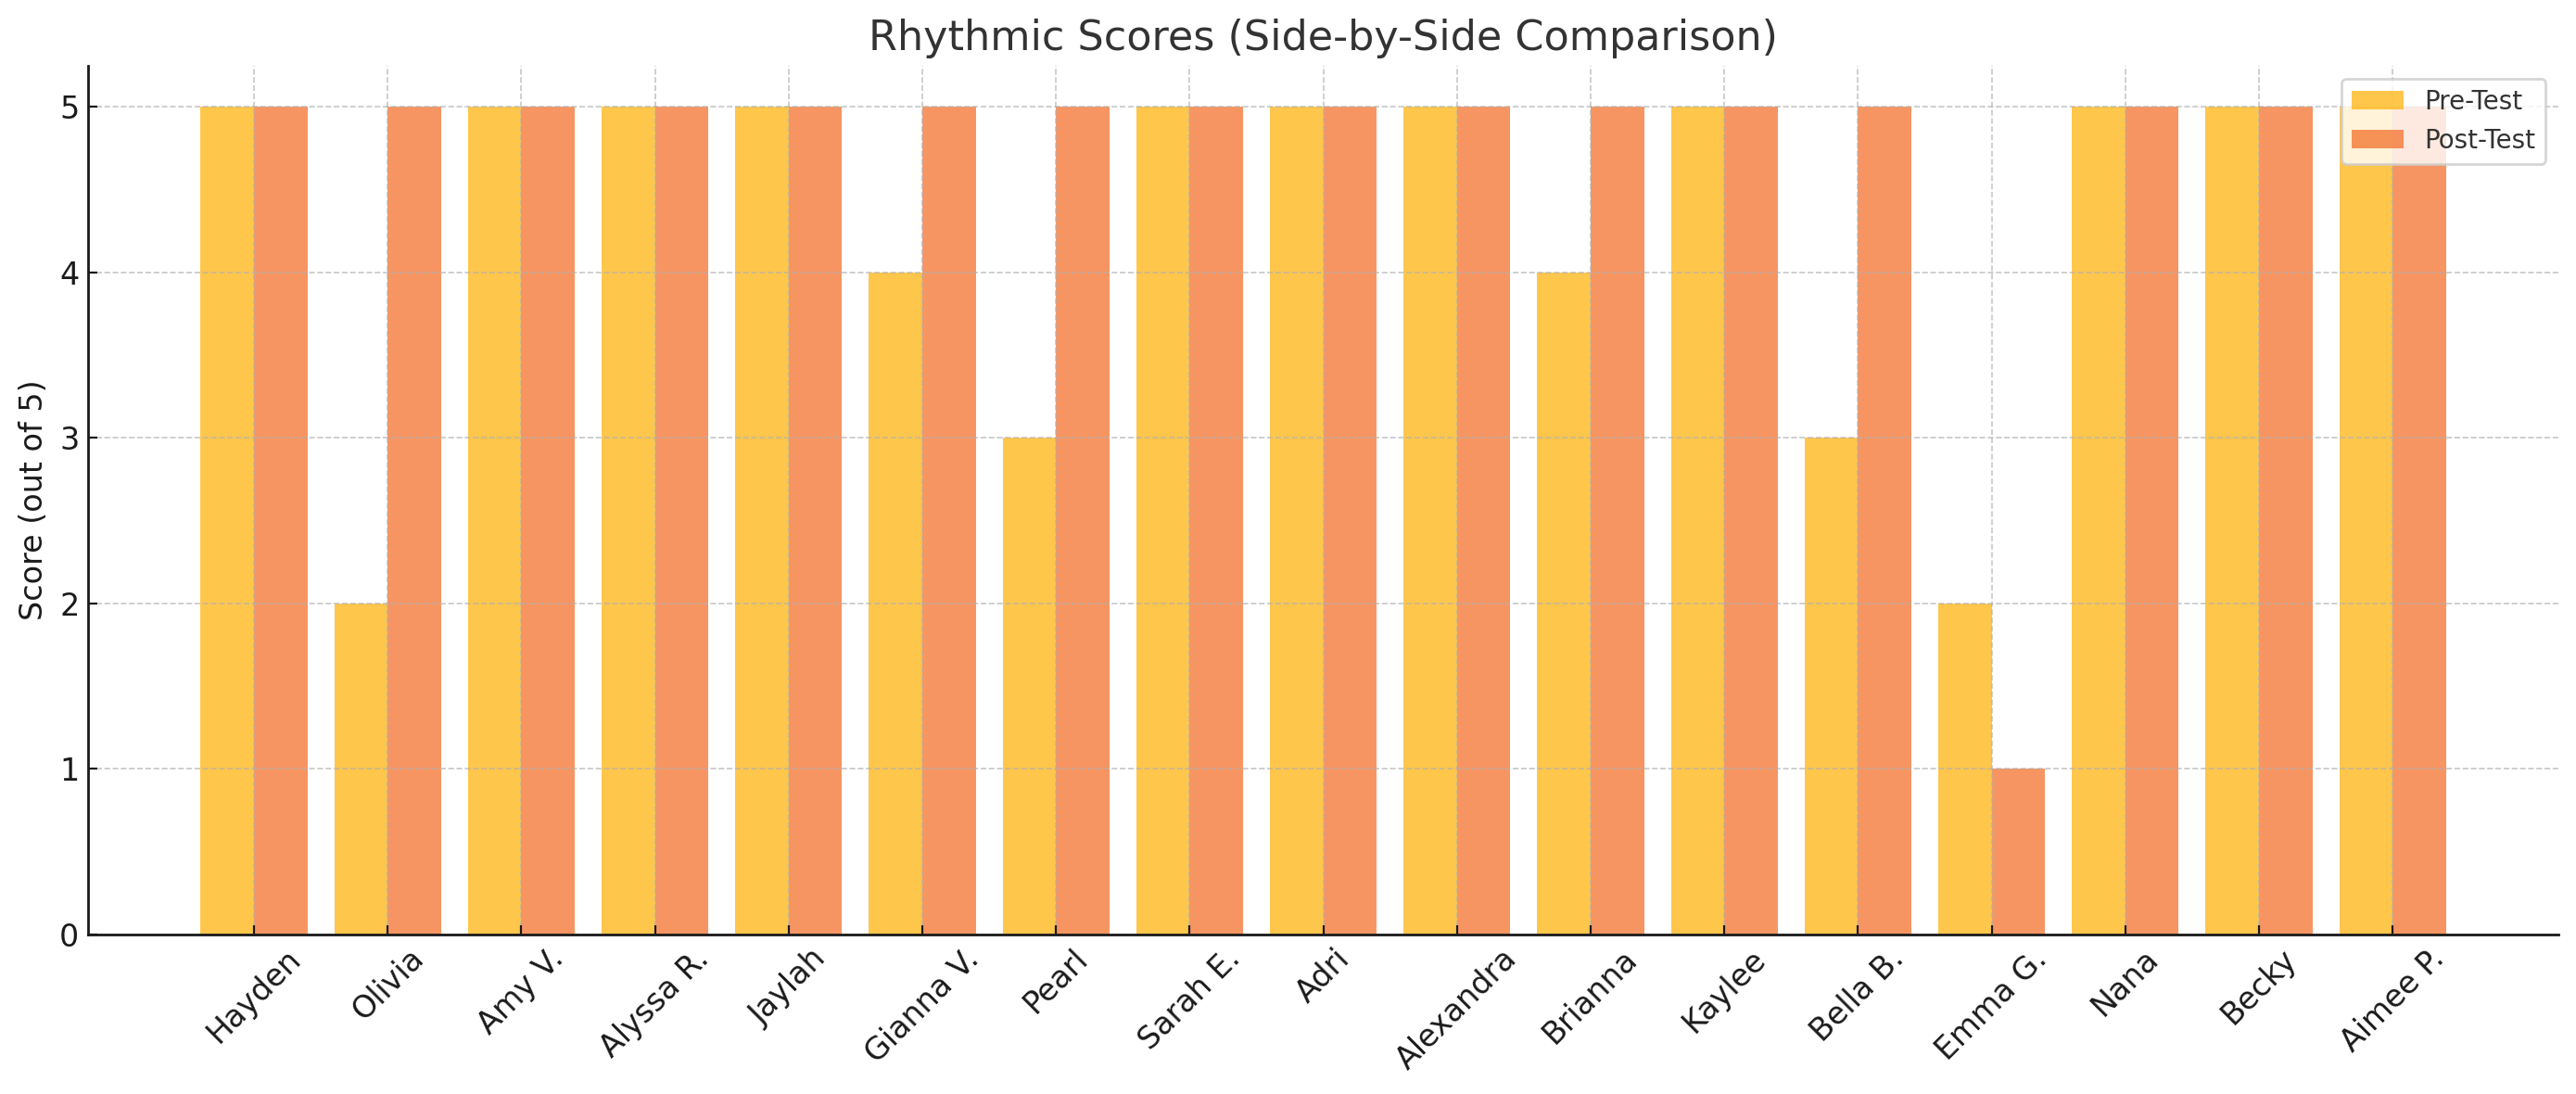 Rhythmic Scores (Side-by-Side Comparison)
Pre-Test
Post-Test
Score (out of 5)
5
4
3
2
1
0
Hayden
Olivia
Amy V.
Alyssa R.
Jaylah
Gianna V.
Pearl
Sarah E.
Adri
Alexandra
Brianna
Kaylee
Bella B.
Emma G.
Nana
Becky
Aimee P.